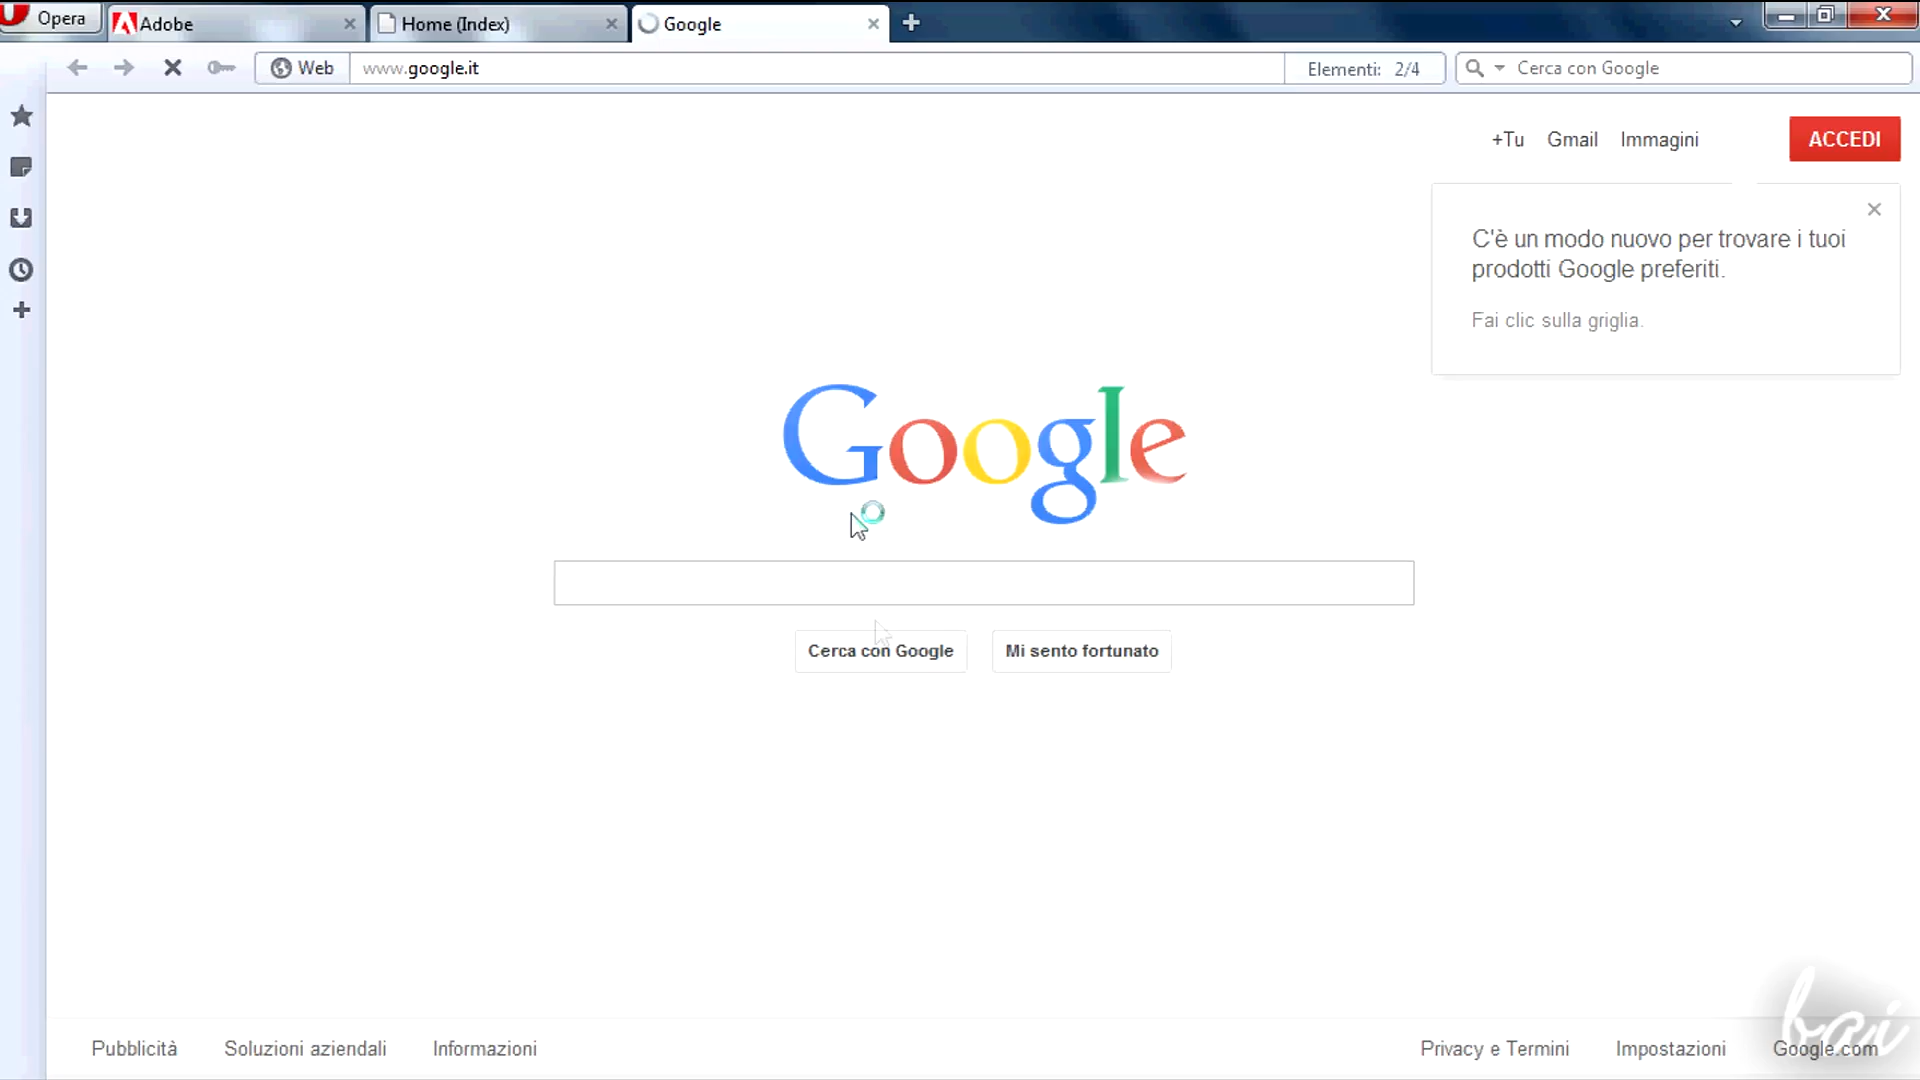 Opera
Adobe
Home (Index)
Google
Web
www.google.it
Elementi: 2/4
Cerca con Google
+Tu Gmail Immagini
ACCEDI
C'è un modo nuovo per trovare i tuoi
prodotti Google preferiti.
Fai clic sulla griglia.
Google
Cerca con Google
Mi sento fortunato
Pubblicità Soluzioni aziendali Informazioni
Privacy e Termini Impostazioni Google.com